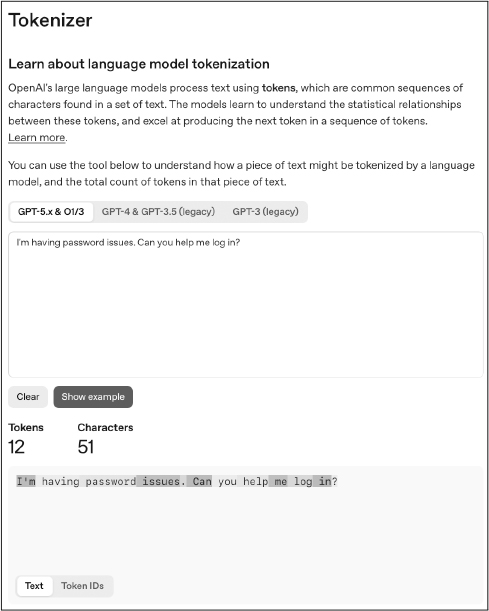 Tokenizer
Learn about language model tokenization
OpenAI's large language models process text using tokens, which are common sequences of
characters found in a set of text. The models learn to understand the statistical relationships
between these tokens, and excel at producing the next token in a sequence of tokens.
Learn more.
You can use the tool below to understand how a piece of text might be tokenized by a language
model, and the total count of tokens in that piece of text.
GPT-5.x & O1/3 GPT-4 & GPT-3.5 (legacy) GPT-3 (legacy)
I'm having password issues. Can you help me log in?
Clear Show example
Tokens Characters
12 51
I'm having password issues. Can you help me log in?
Text Token IDs